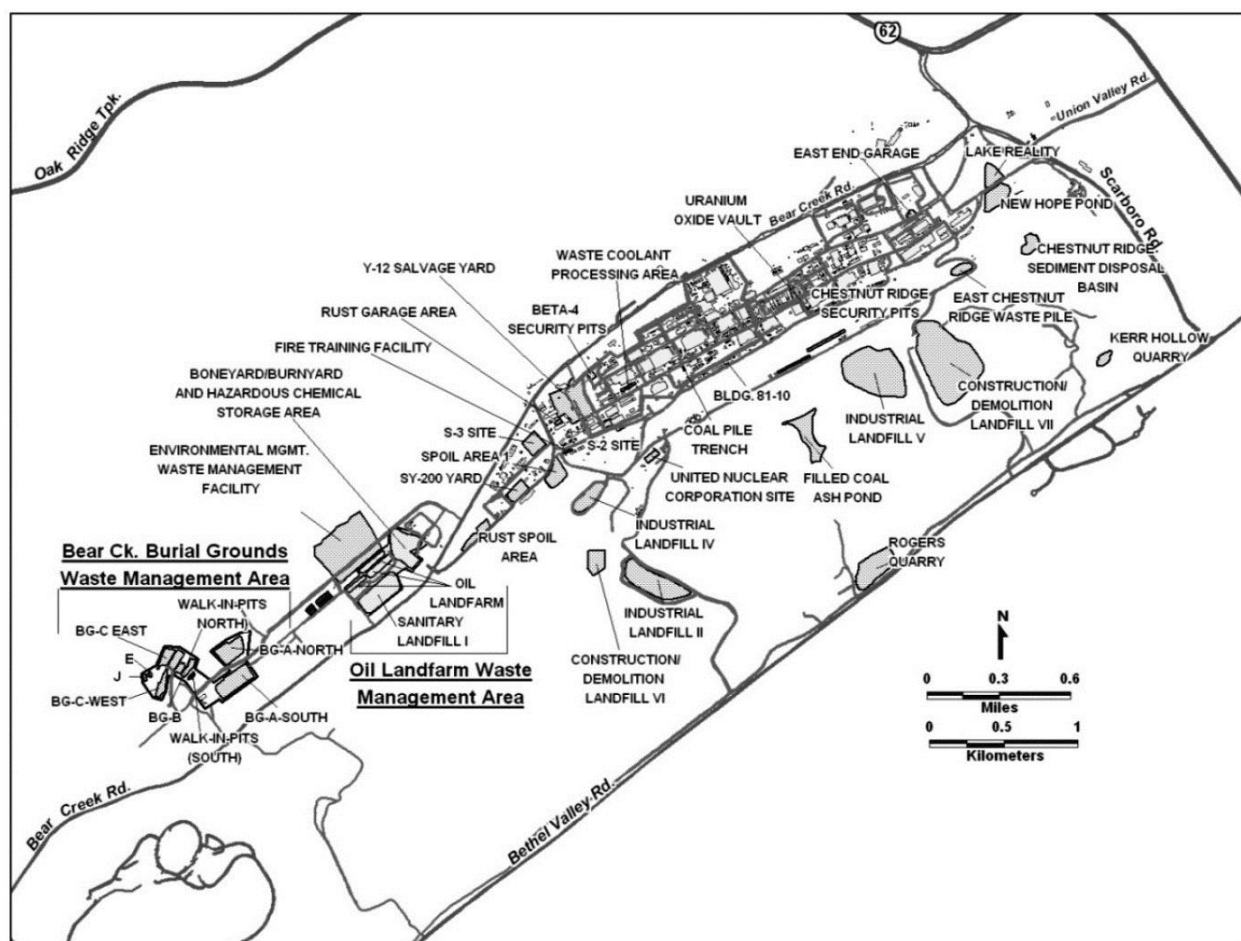 62
Oak Ridge Tpk.
Union Valley Rd.
EAST END GARAGE
LAKE REALITY
Scarboro Rd.
Bear Creek Rd.
NEW HOPE POND
URANIUM
OXIDE VAULT
WASTE COOLANT
PROCESSING AREA
CHESTNUT RIDGE
SEDIMENT DISPOSAL
BASIN
Y-12 SALVAGE YARD
BETA-4
SECURITY PITS
CHESTNUT RIDGE
SECURITY PITS
EAST CHESTNUT
RIDGE WASTE PILE
RUST GARAGE AREA
KERR HOLLOW
QUARRY
FIRE TRAINING FACILITY
BONEYARD/BURNYARD
AND HAZARDOUS CHEMICAL
STORAGE AREA
BLDG. 81-10
CONSTRUCTION/
DEMOLITION
LANDFILL VII
INDUSTRIAL
LANDFILL V
S-3 SITE
S-2 SITE
COAL PILE
TRENCH
SPOIL AREA 1
ENVIRONMENTAL MGMT.
WASTE MANAGEMENT
FACILITY
SY-200 YARD
UNITED NUCLEAR
CORPORATION SITE
FILLED COAL
ASH POND
RUST SPOIL
AREA
INDUSTRIAL
LANDFILL IV
ROGERS
QUARRY
Bear Ck. Burial Grounds
Waste Management Area
OIL
LANDFARM
SANITARY
LANDFILL I
WALK-IN-PITS
NORTH)
INDUSTRIAL
LANDFILL II
BG-C EAST
BG-A-NORTH
E
J
Oil Landfarm Waste
Management Area
CONSTRUCTION/
DEMOLITION
LANDFILL VI
BG-C-WEST
BG-B
BG-A-SOUTH
WALK-IN-PITS
(SOUTH)
N
0 0.3 0.6
Miles
0 0.5 1
Kilometers
Bear Creek Rd.
Bethel Valley Rd.